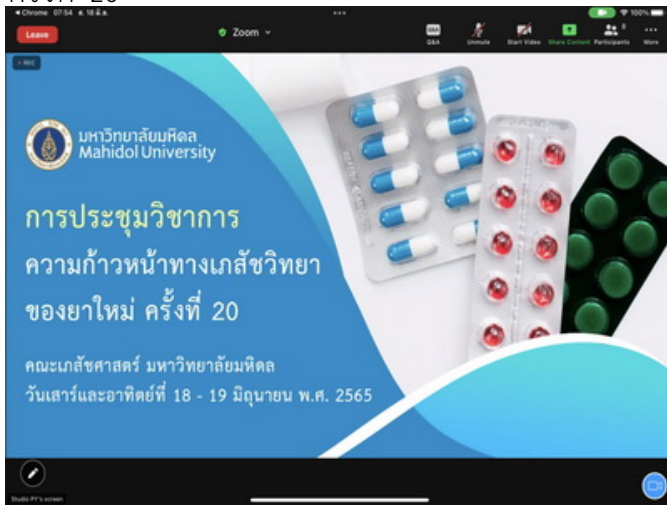 ครั้งที่ 20
Chrome 07:54 ส. 18 มิ.ย.
100%
Leave
Zoom
Q&A
Unmute
Start Video
Share Content
Participants
More
REC
มหาวิทยาลัยมหิดล
Mahidol University
การประชุมวิชาการ
ความก้าวหน้าทางเภสัชวิทยา
ของยาใหม่ ครั้งที่ 20
คณะเภสัชศาสตร์ มหาวิทยาลัยมหิดล
วันเสาร์และอาทิตย์ที่ 18 - 19 มิถุนายน พ.ศ. 2565
Studio PY's screen